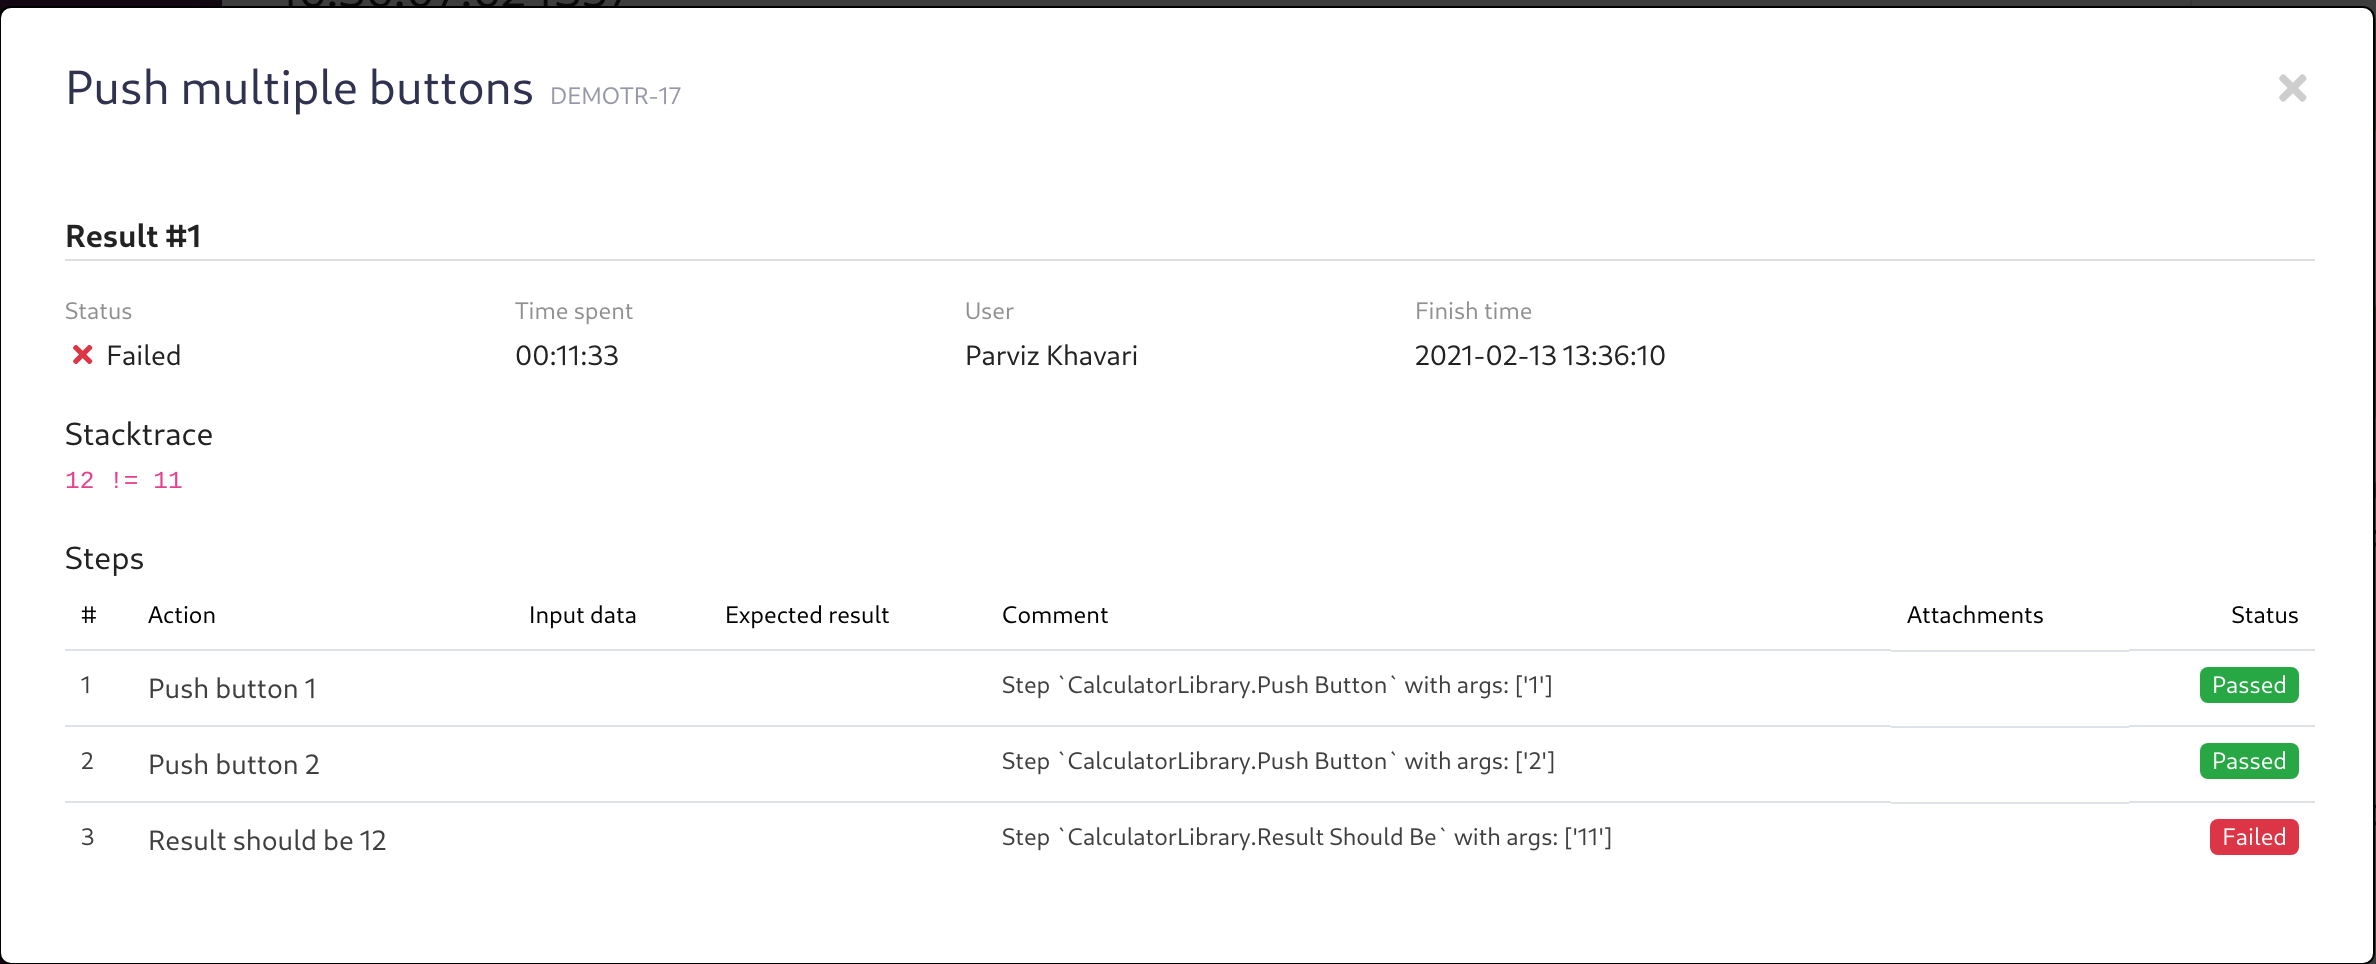 Push multiple buttons DEMOTR-17
Result #1
Status Time spent User Finish time
Failed 00:11:33 Parviz Khavari 2021-02-13 13:36:10
Stacktrace
12 != 11
Steps
# Action Input data Expected result Comment Attachments Status
1 Push button 1 Step `CalculatorLibrary.Push Button` with args: ['1'] Passed
2 Push button 2 Step `CalculatorLibrary.Push Button` with args: ['2'] Passed
3 Result should be 12 Step `CalculatorLibrary.Result Should Be` with args: ['11'] Failed